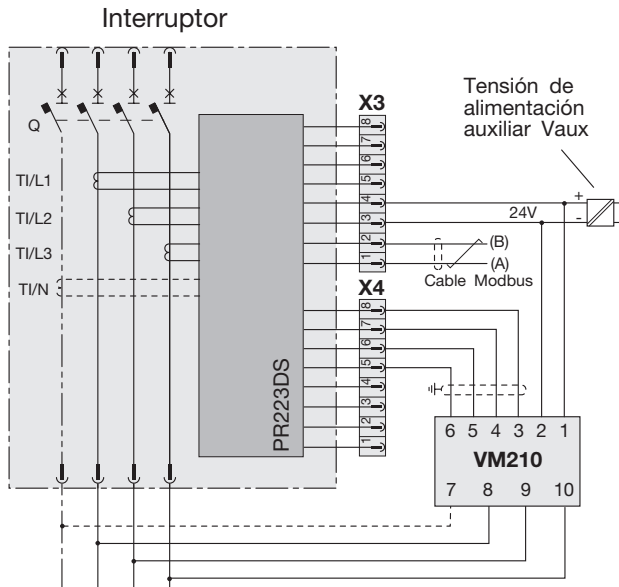 Interruptor
Q
TI/L1
TI/L2
TI/L3
TI/N
PR223DS
X3
8
7
6
5
4
3
2
1
X4
8
7
6
5
4
3
2
1
Tensión de
alimentación
auxiliar Vaux
+
-
24V
(B)
(A)
Cable Modbus
6 5 4 3 2 1
VM210
7 8 9 10